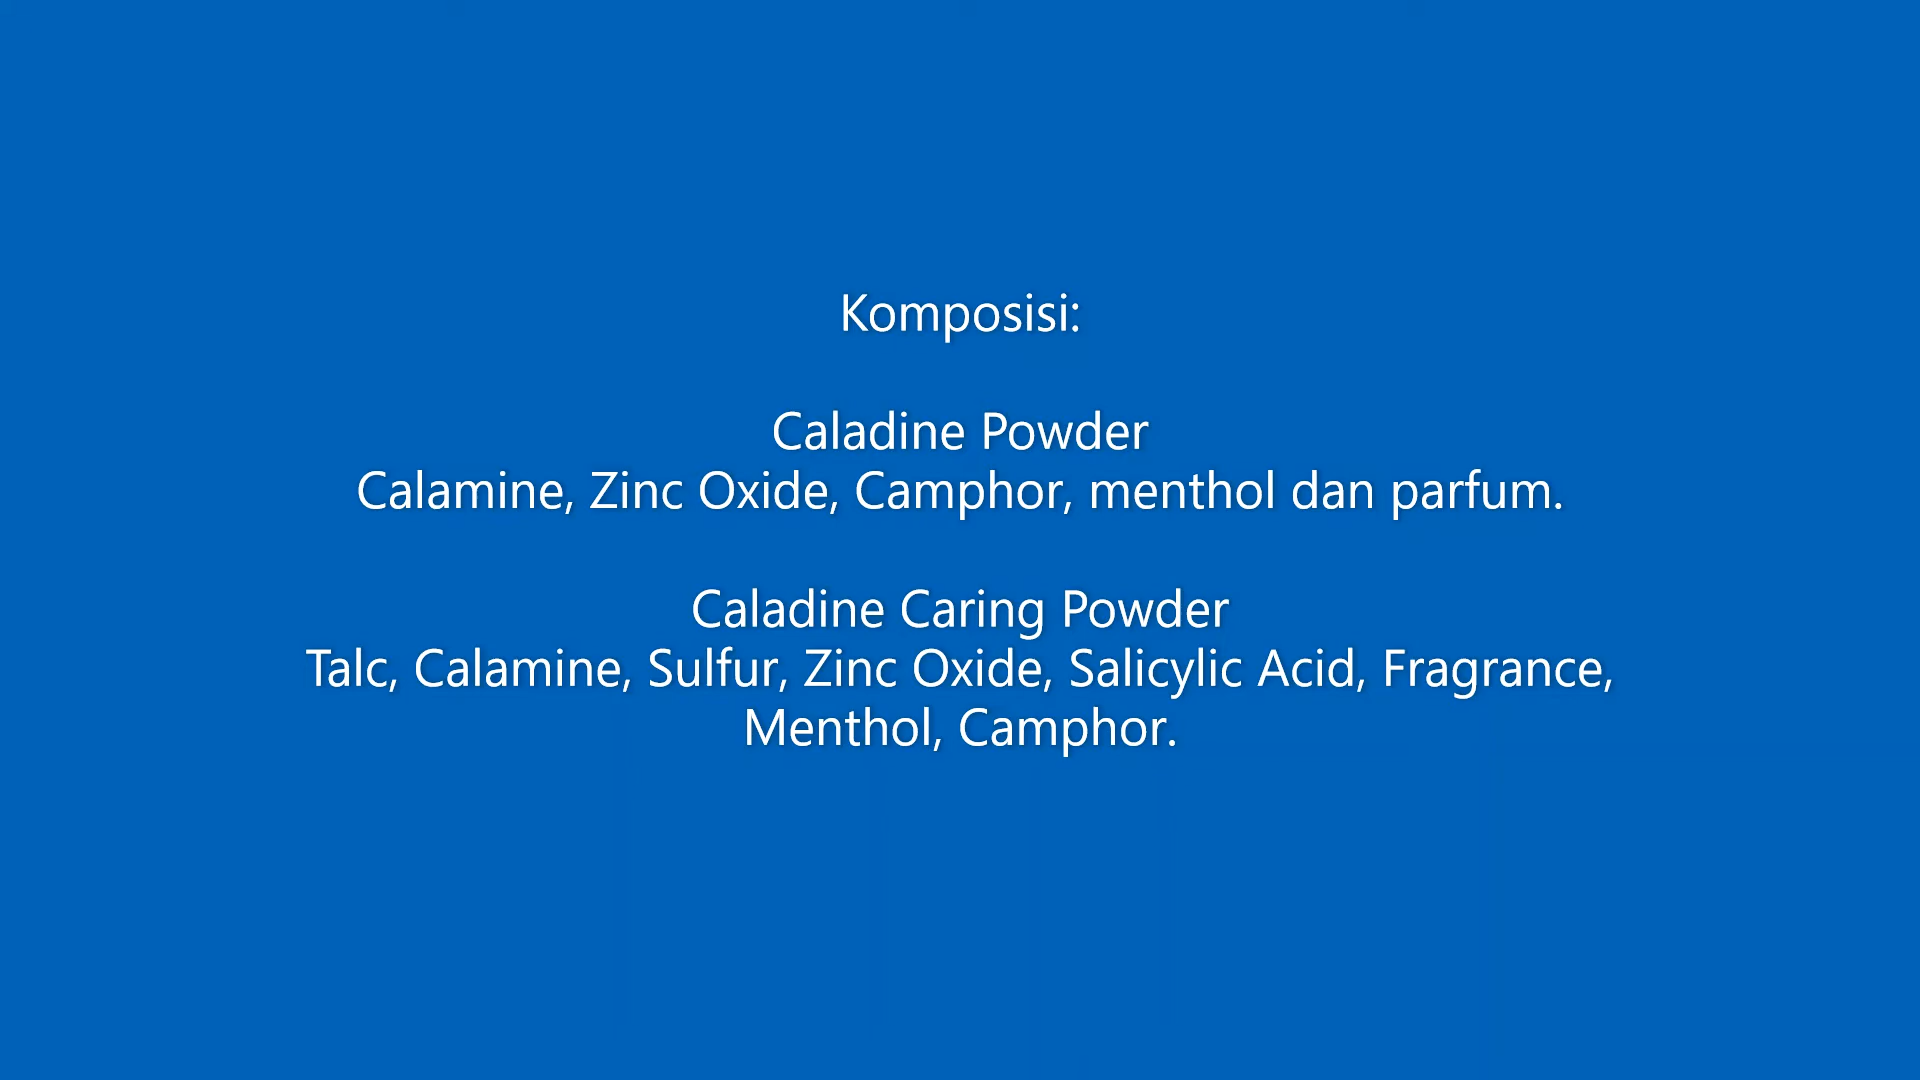 Komposisi:
Caladine Powder
Calamine, Zinc Oxide, Camphor, menthol dan parfum.
Caladine Caring Powder
Talc, Calamine, Sulfur, Zinc Oxide, Salicylic Acid, Fragrance,
Menthol, Camphor.